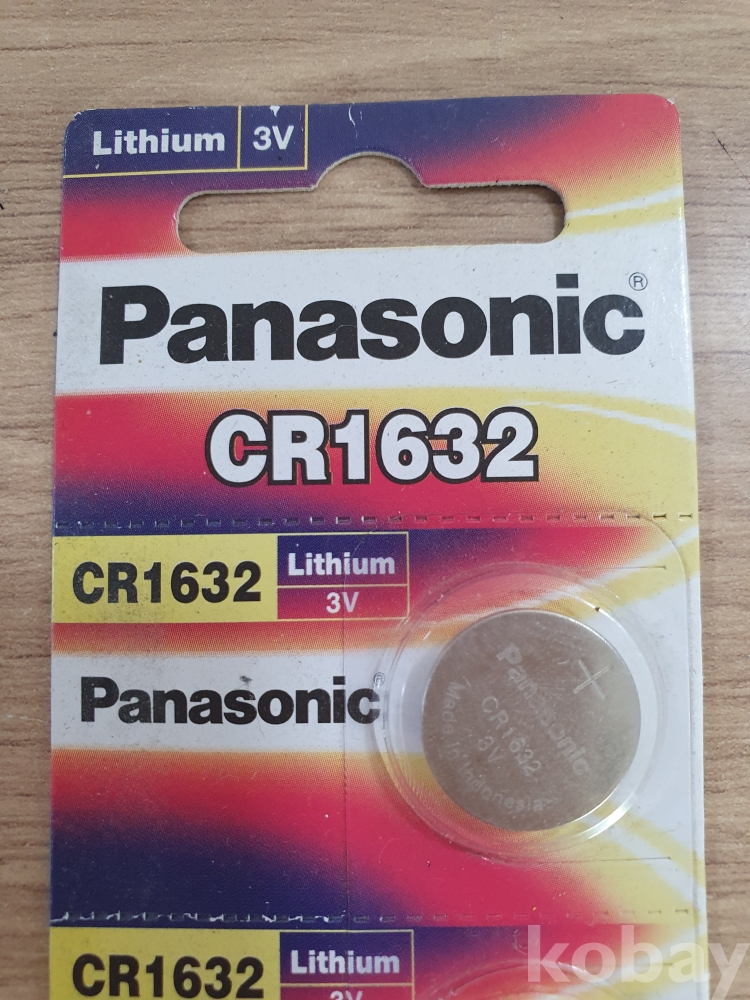 Lithium 3V
Panasonic®
CR1632
CR1632 Lithium
3V
Panasonic®
+
Panasonic
CR1632
3V
Made in Indonesia
CR1632 Lithium
3V
kobay